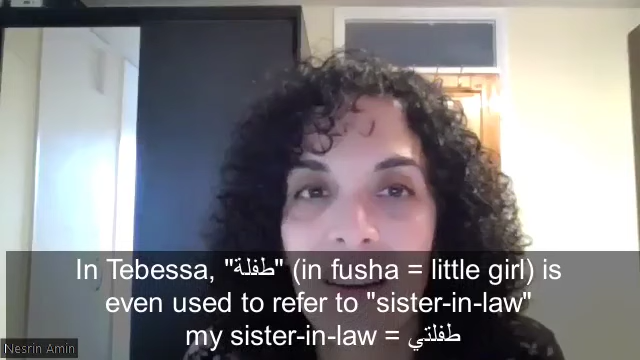 In Tebessa, "طفلة" (in fusha = little girl) is
even used to refer to "sister-in-law"
my sister-in-law = طفلتي
Nesrin Amin